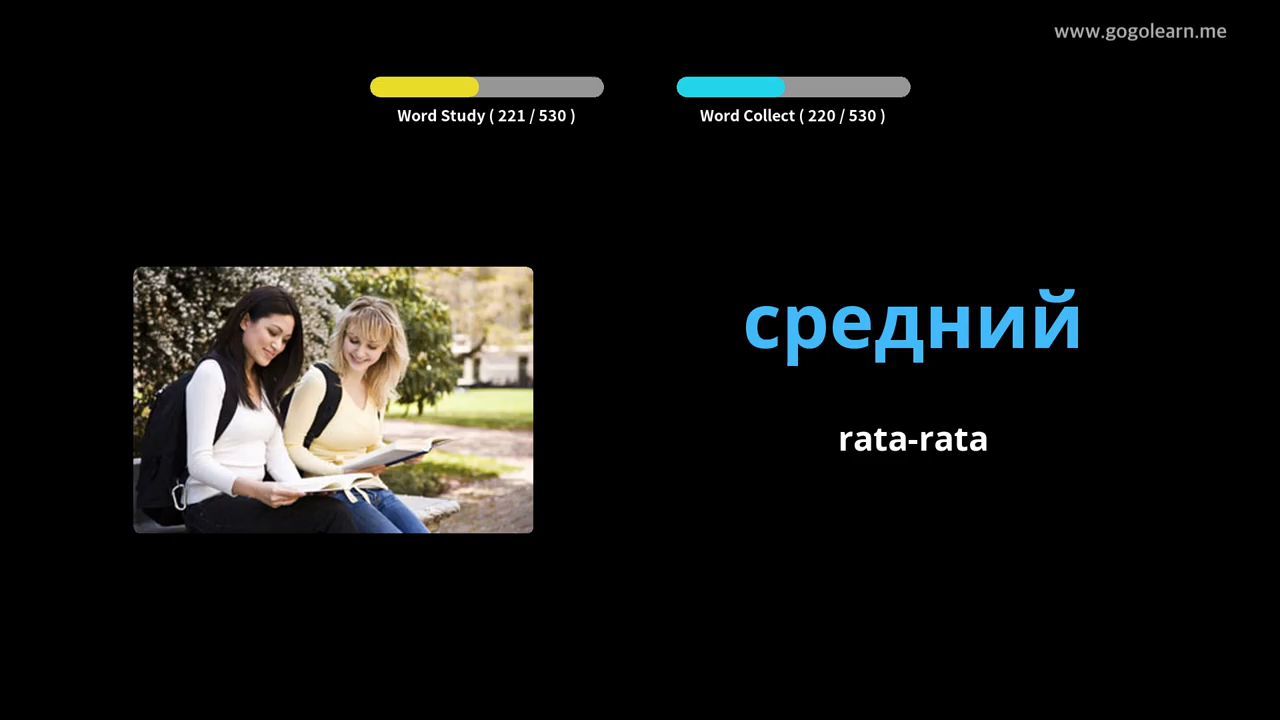 www.gogolearn.me
Word Study ( 221 / 530 )
Word Collect ( 220 / 530 )
средний
rata-rata